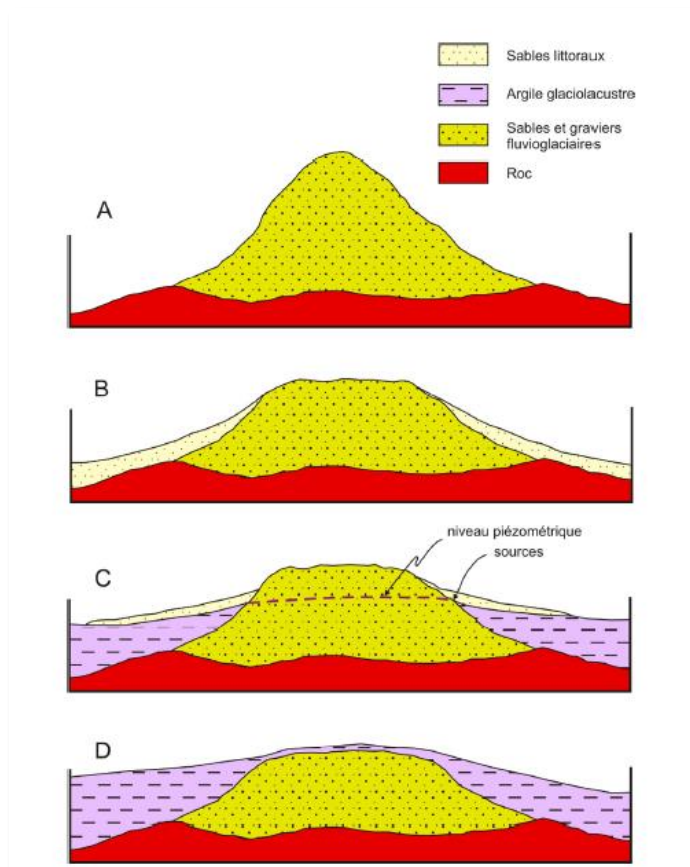 Sables littoraux
Argile glaciolacustre
Sables et graviers
fluvioglaciaires
Roc
A
B
niveau piézométrique
sources
C
D